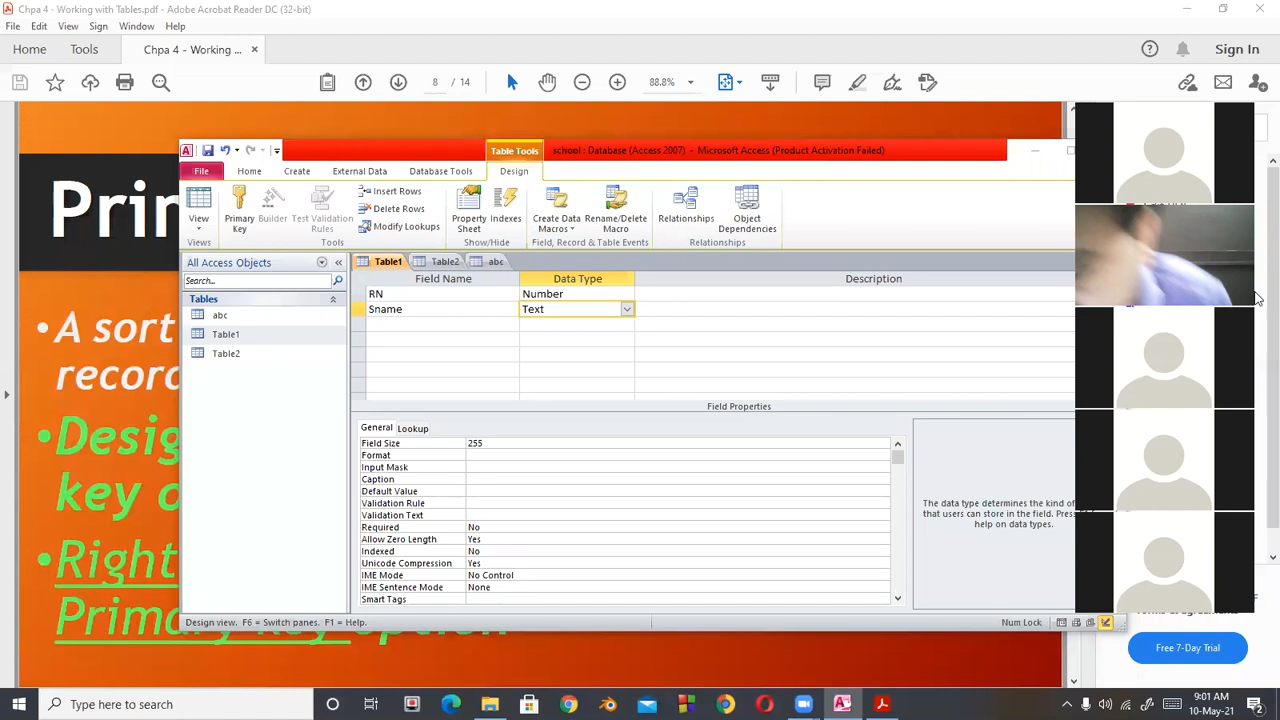 Chpa 4 - Working with Tables.pdf - Adobe Acrobat Reader DC (32-bit)
File Edit View Sign Window Help
Home Tools Chpa 4 - Working ... Sign In
8 / 14 88.8%
Table Tools school : Database (Access 2007) - Microsoft Access (Product Activation Failed)
File Home Create External Data Database Tools Design
View
Primary Key
Builder
Test Validation Rules
Insert Rows
Delete Rows
Modify Lookups
Property Sheet
Indexes
Create Data Macros
Rename/Delete Macro
Relationships
Object Dependencies
Views Tools Show/Hide Field, Record & Table Events Relationships
All Access Objects
Search...
Tables
abc
Table1
Table2
Table1 Table2 abc
Field Name Data Type Description
RN Number
Sname Text
Field Properties
General Lookup
Field Size 255
Format
Input Mask
Caption
Default Value
Validation Rule
Validation Text
Required No
Allow Zero Length Yes
Indexed No
Unicode Compression Yes
IME Mode No Control
IME Sentence Mode None
Smart Tags
The data type determines the kind of
that users can store in the field. Press
help on data types.
Design view. F6 = Switch panes. F1 = Help. Num Lock
Prim
•A sort
recor
•Desig
key o
•Right
Primary key option
Free 7-Day Trial
Type here to search
9:01 AM
10-May-21